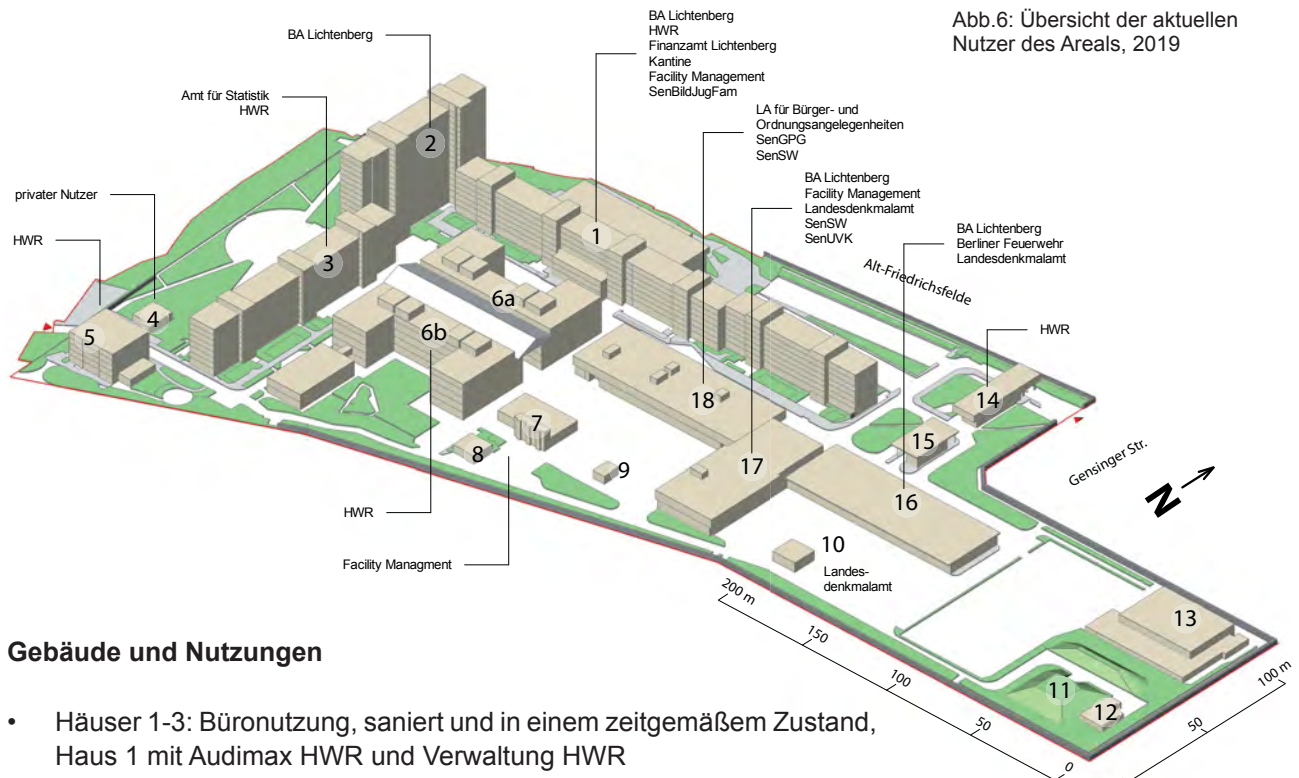 Abb.6: Übersicht der aktuellen
Nutzer des Areals, 2019
BA Lichtenberg
HWR
Finanzamt Lichtenberg
Kantine
Facility Management
SenBildJugFam
BA Lichtenberg
Amt für Statistik
HWR
LA für Bürger- und
Ordnungsangelegenheiten
SenGPG
SenSW
BA Lichtenberg
Facility Management
Landesdenkmalamt
SenSW
SenUVK
BA Lichtenberg
Berliner Feuerwehr
Landesdenkmalamt
privater Nutzer
HWR
HWR
Alt-Friedrichsfelde
Gensinger Str.
N
2
1
3
4
5
6a
6b
18
14
15
7
8
9
17
16
10
Landes-
denkmalamt
HWR
Facility Managment
13
11
12
200 m
150
100
50
0
50
100 m
Gebäude und Nutzungen
• Häuser 1-3: Büronutzung, saniert und in einem zeitgemäßem Zustand,
Haus 1 mit Audimax HWR und Verwaltung HWR